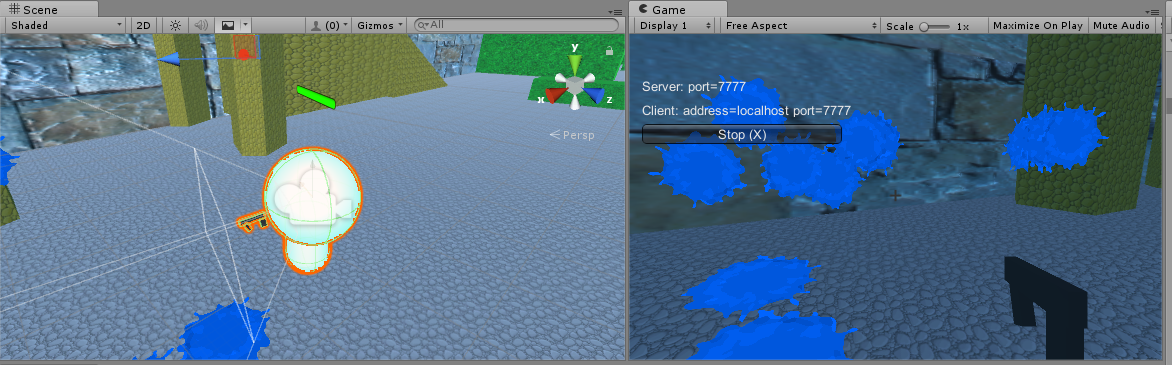 Scene
Shaded
2D
(0)
Gizmos
All
y
x
z
Persp
Game
Display 1
Free Aspect
Scale
1x
Maximize On Play
Mute Audio
Server: port=7777
Client: address=localhost port=7777
Stop (X)